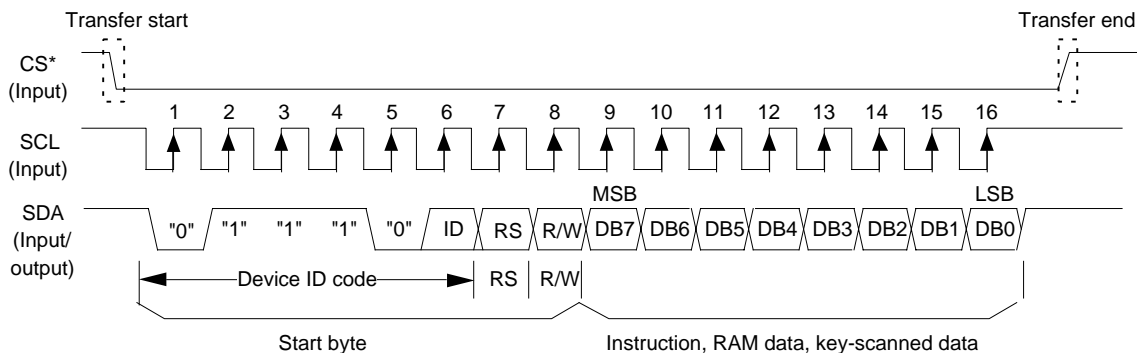 Transfer start
Transfer end
CS*
(Input)
1 2 3 4 5 6 7 8 9 10 11 12 13 14 15 16
SCL
(Input)
MSB
LSB
SDA
(Input/
output)
"0" "1" "1" "1" "0" ID RS R/W DB7 DB6 DB5 DB4 DB3 DB2 DB1 DB0
Device ID code RS R/W
Start byte
Instruction, RAM data, key-scanned data